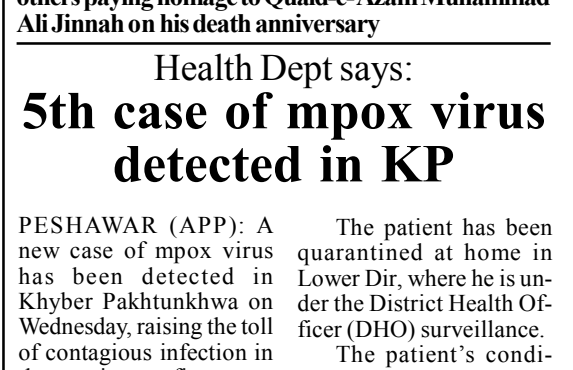 Ali Jinnah on his death anniversary
Health Dept says:
5th case of mpox virus
detected in KP
PESHAWAR (APP): A
new case of mpox virus
has been detected in
Khyber Pakhtunkhwa on
Wednesday, raising the toll
of contagious infection in
The patient has been
quarantined at home in
Lower Dir, where he is un-
der the District Health Of-
ficer (DHO) surveillance.
The patient's condi-